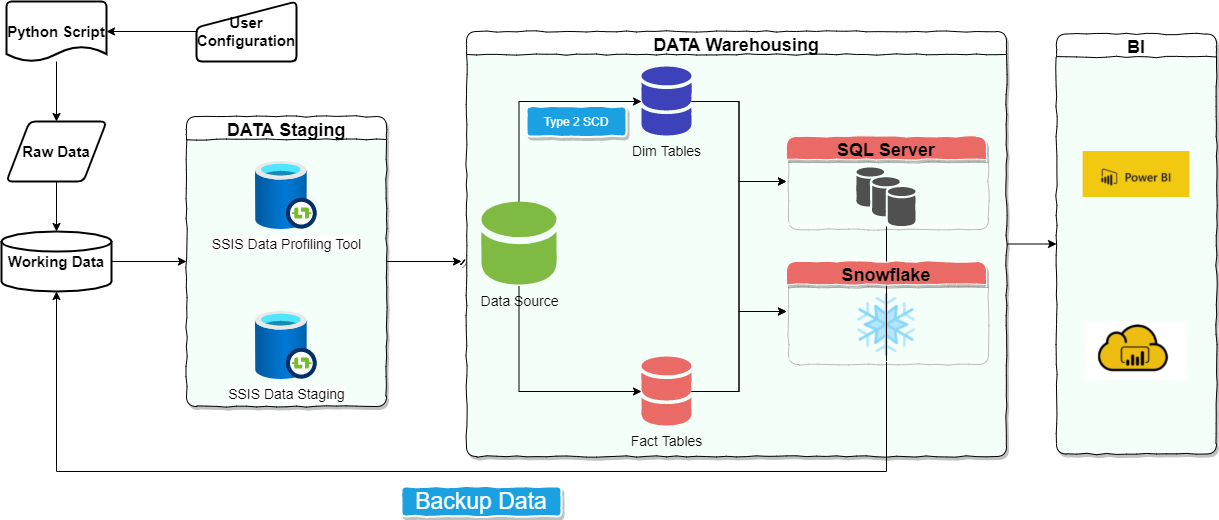 Python Script
User
Configuration
Raw Data
Working Data
DATA Staging
SSIS Data Profiling Tool
SSIS Data Staging
DATA Warehousing
Type 2 SCD
Dim Tables
Data Source
Fact Tables
SQL Server
Snowflake
BI
Power BI
Backup Data